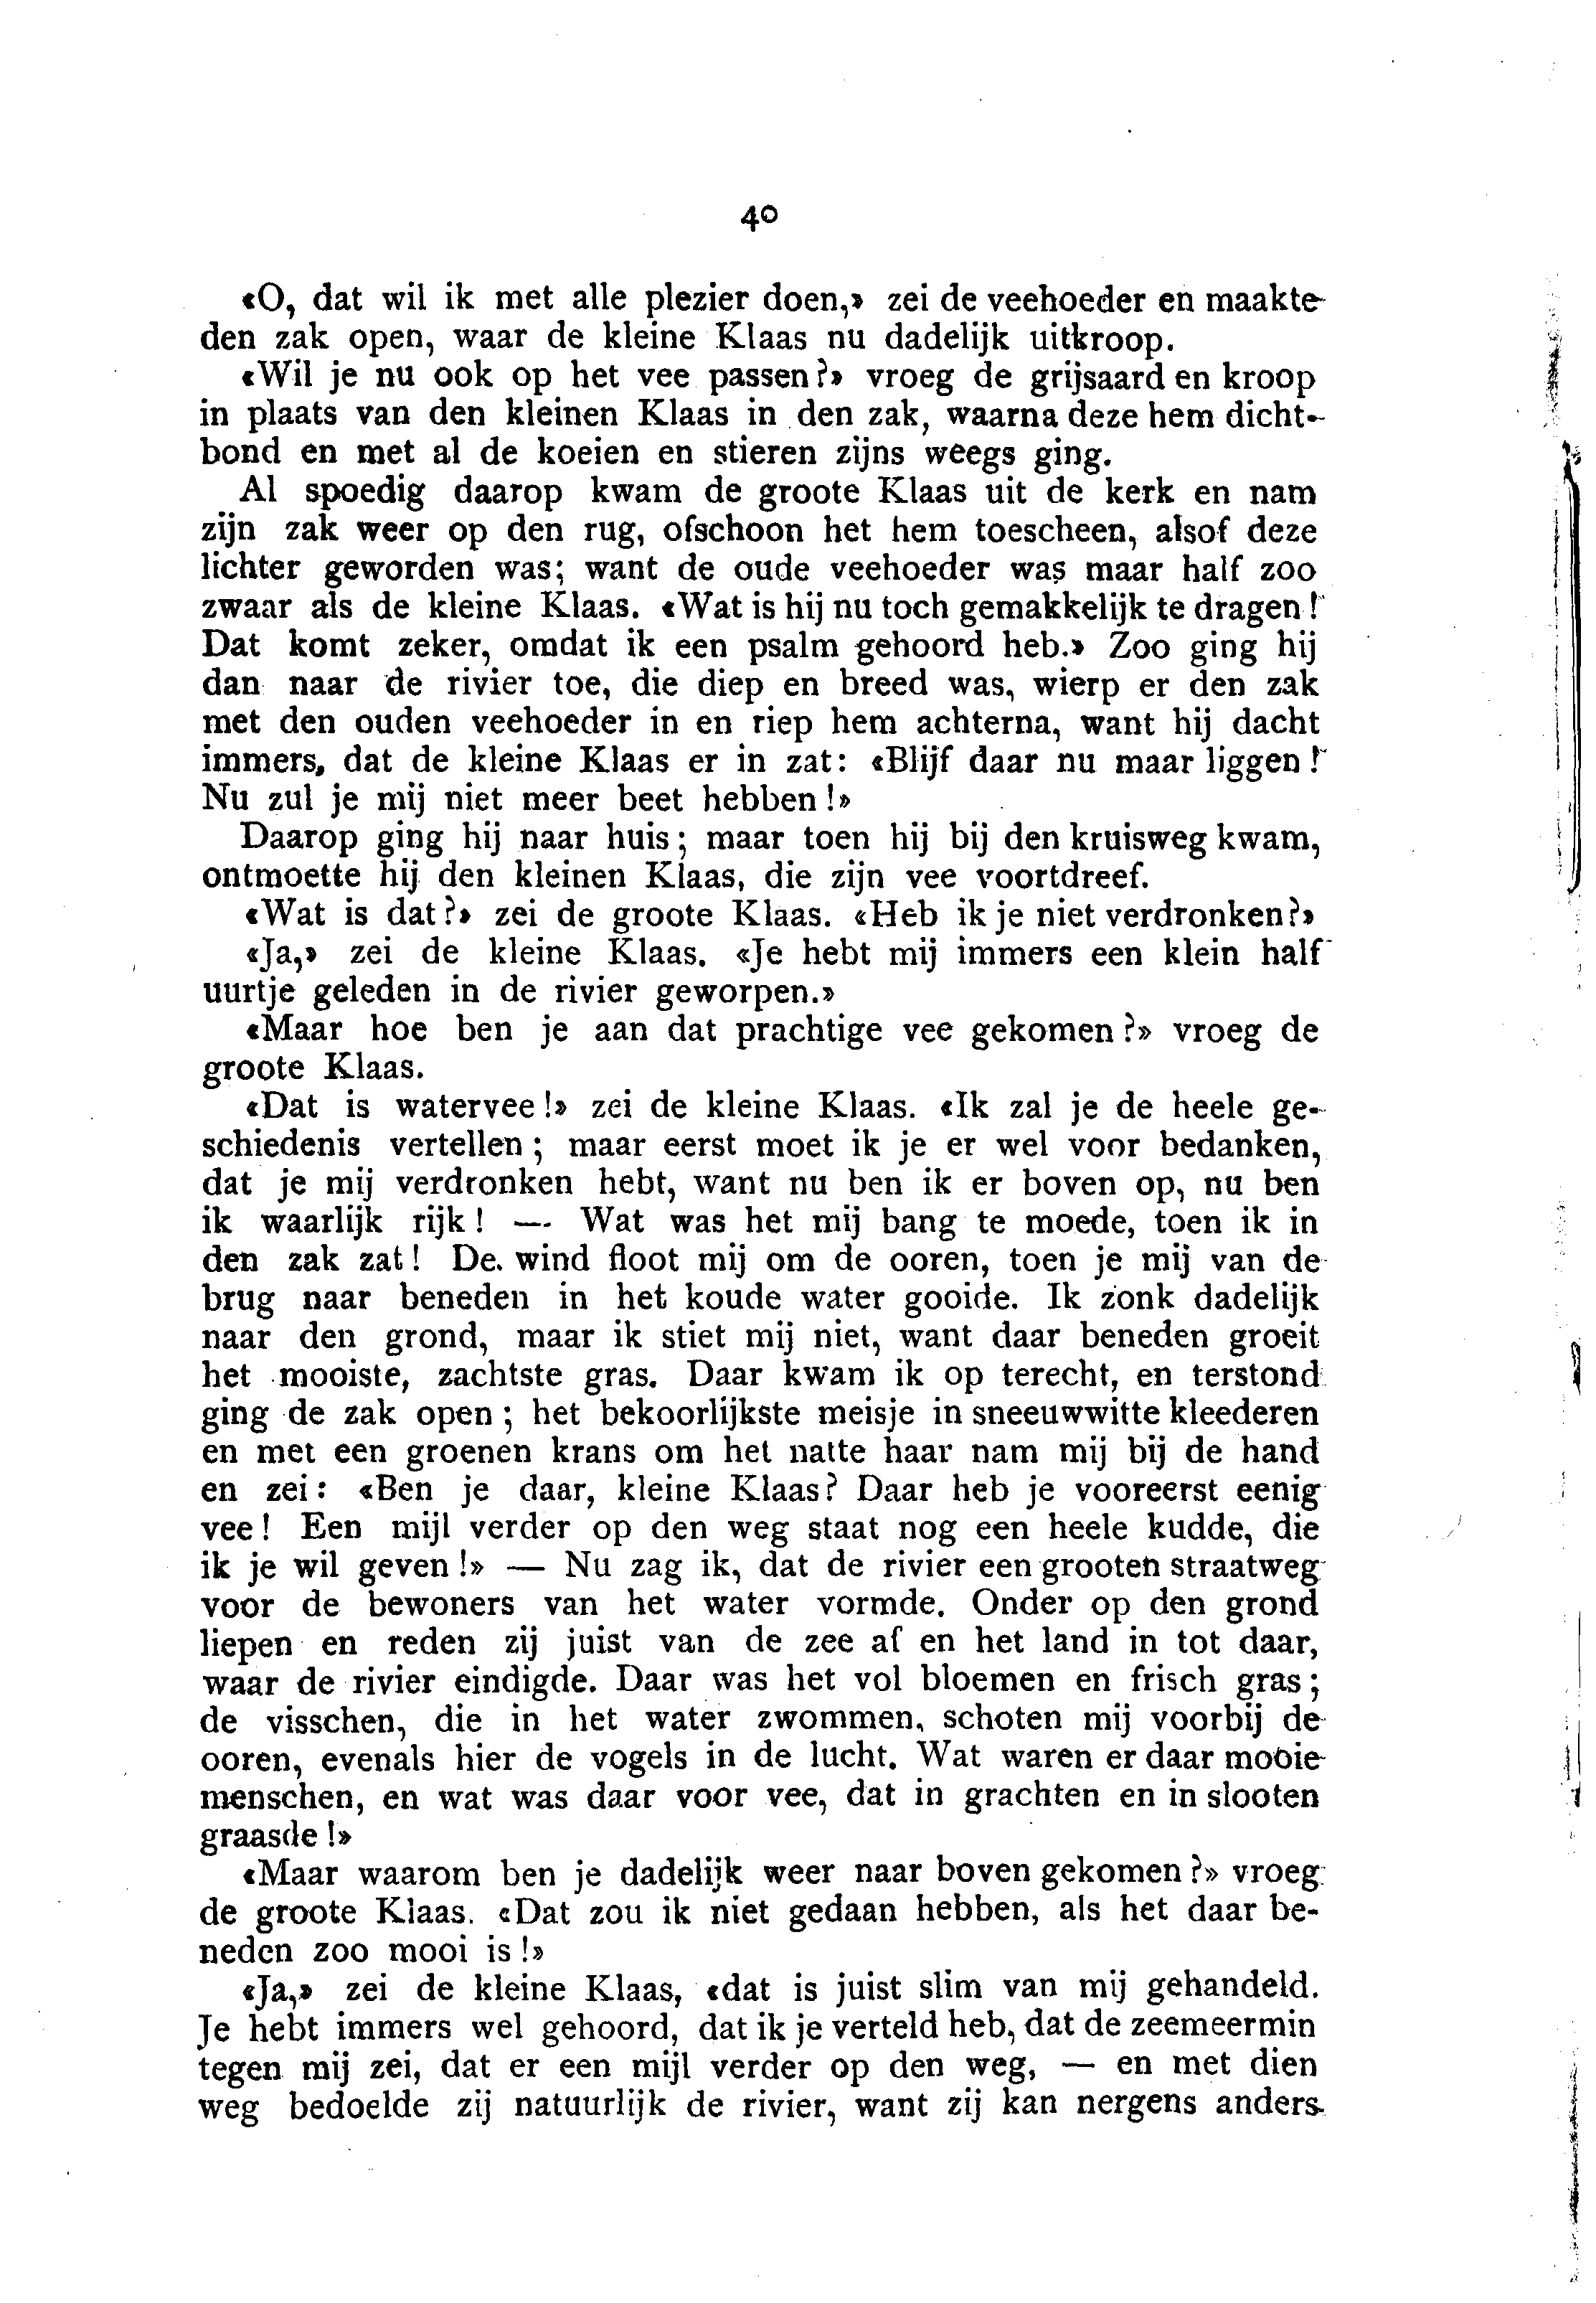 40
«O, dat wil ik met alle plezier doen,» zei de veehoeder en maakte
den zak open, waar de kleine Klaas nu dadelijk uitkroop.
«Wil je nu ook op het vee passen?» vroeg de grijsaard en kroop
in plaats van den kleinen Klaas in den zak, waarna deze hem dicht-
bond en met al de koeien en stieren zijns weegs ging.
Al spoedig daarop kwam de groote Klaas uit de kerk en nam
zijn zak weer op den rug, ofschoon het hem toescheen, alsof deze
lichter geworden was; want de oude veehoeder was maar half zoo
zwaar als de kleine Klaas. «Wat is hij nu toch gemakkelijk te dragen!
Dat komt zeker, omdat ik een psalm gehoord heb.» Zoo ging hij
dan naar de rivier toe, die diep en breed was, wierp er den zak
met den ouden veehoeder in en riep hem achterna, want hij dacht
immers, dat de kleine Klaas er in zat: «Blijf daar nu maar liggen!
Nu zul je mij niet meer beet hebben!»
Daarop ging hij naar huis; maar toen hij bij den kruisweg kwam,
ontmoette hij den kleinen Klaas, die zijn vee voortdreef.
«Wat is dat?» zei de groote Klaas. «Heb ik je niet verdronken?»
«Ja,» zei de kleine Klaas. «Je hebt mij immers een klein half
uurtje geleden in de rivier geworpen.»
«Maar hoe ben je aan dat prachtige vee gekomen?» vroeg de
groote Klaas.
«Dat is watervee!» zei de kleine Klaas. «Ik zal je de heele ge-
schiedenis vertellen; maar eerst moet ik je er wel voor bedanken,
dat je mij verdronken hebt, want nu ben ik er boven op, nu ben
ik waarlijk rijk! — Wat was het mij bang te moede, toen ik in
den zak zat! De wind floot mij om de ooren, toen je mij van de
brug naar beneden in het koude water gooide. Ik zonk dadelijk
naar den grond, maar ik stiet mij niet, want daar beneden groeit
het mooiste, zachtste gras. Daar kwam ik op terecht, en terstond
ging de zak open; het bekoorlijkste meisje in sneeuwwitte kleederen
en met een groenen krans om het natte haar nam mij bij de hand
en zei: «Ben je daar, kleine Klaas? Daar heb je vooreerst eenig
vee! Een mijl verder op den weg staat nog een heele kudde, die
ik je wil geven!» — Nu zag ik, dat de rivier een grooten straatweg
voor de bewoners van het water vormde. Onder op den grond
liepen en reden zij juist van de zee af en het land in tot daar,
waar de rivier eindigde. Daar was het vol bloemen en frisch gras;
de visschen, die in het water zwommen, schoten mij voorbij de
ooren, evenals hier de vogels in de lucht. Wat waren er daar mooie
menschen, en wat was daar voor vee, dat in grachten en in slooten
graasde!»
«Maar waarom ben je dadelijk weer naar boven gekomen?» vroeg
de groote Klaas. «Dat zou ik niet gedaan hebben, als het daar be-
neden zoo mooi is!»
«Ja,» zei de kleine Klaas, «dat is juist slim van mij gehandeld.
Je hebt immers wel gehoord, dat ik je verteld heb, dat de zeemeermin
tegen mij zei, dat er een mijl verder op den weg, — en met dien
weg bedoelde zij natuurlijk de rivier, want zij kan nergens anders